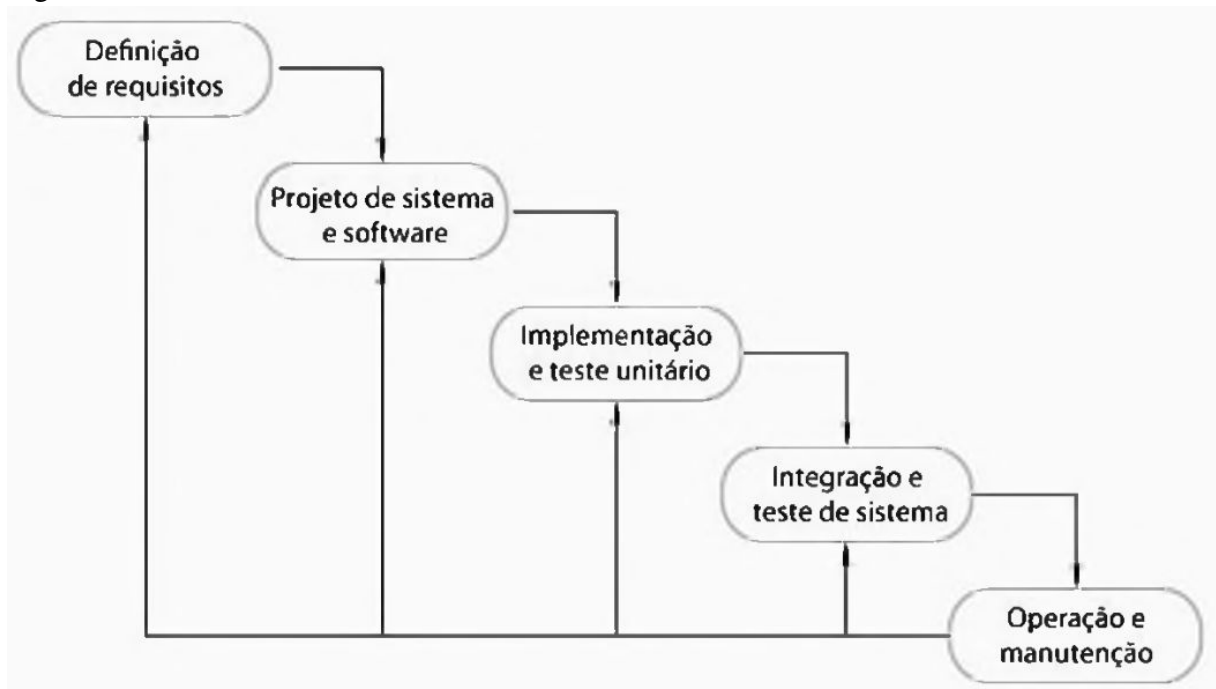 Definição
de requisitos
Projeto de sistema
e software
Implementação
e teste unitário
Integração e
teste de sistema
Operação e
manutenção